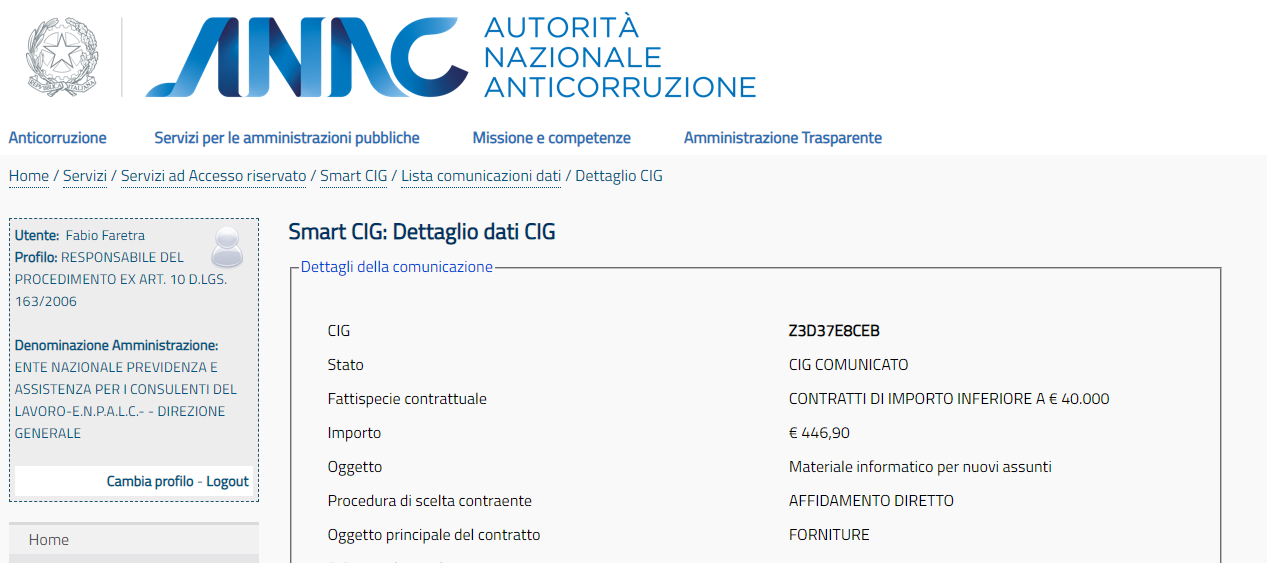 REPVBBLICA ITALIANA
ANAC
AUTORITÀ
NAZIONALE
ANTICORRUZIONE
Anticorruzione
Servizi per le amministrazioni pubbliche
Missione e competenze
Amministrazione Trasparente
Home / Servizi / Servizi ad Accesso riservato / Smart CIG / Lista comunicazioni dati / Dettaglio CIG
Utente: Fabio Faretra
Profilo: RESPONSABILE DEL
PROCEDIMENTO EX ART. 10 D.LGS.
163/2006
Denominazione Amministrazione:
ENTE NAZIONALE PREVIDENZA E
ASSISTENZA PER I CONSULENTI DEL
LAVORO-E.N.P.A.L.C.- - DIREZIONE
GENERALE
Cambia profilo - Logout
Home
Smart CIG: Dettaglio dati CIG
Dettagli della comunicazione
CIG Z3D37E8CEB
Stato CIG COMUNICATO
Fattispecie contrattuale CONTRATTI DI IMPORTO INFERIORE A € 40.000
Importo € 446,90
Oggetto Materiale informatico per nuovi assunti
Procedura di scelta contraente AFFIDAMENTO DIRETTO
Oggetto principale del contratto FORNITURE